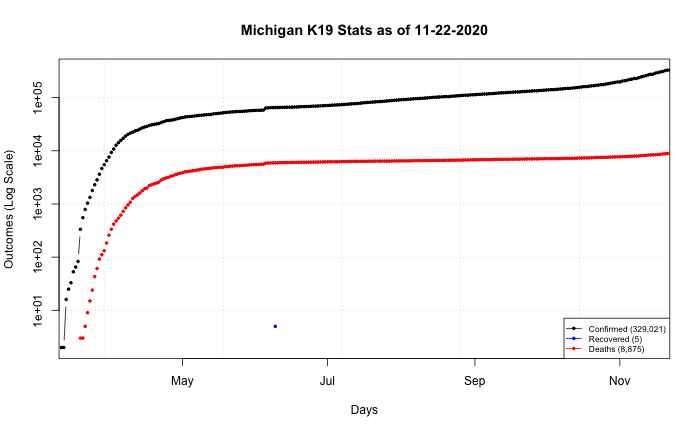 Michigan K19 Stats as of 11-22-2020
Outcomes (Log Scale)
1e+05
1e+04
1e+03
1e+02
1e+01
Confirmed (329,021)
Recovered (5)
Deaths (8,875)
May
Jul
Sep
Nov
Days